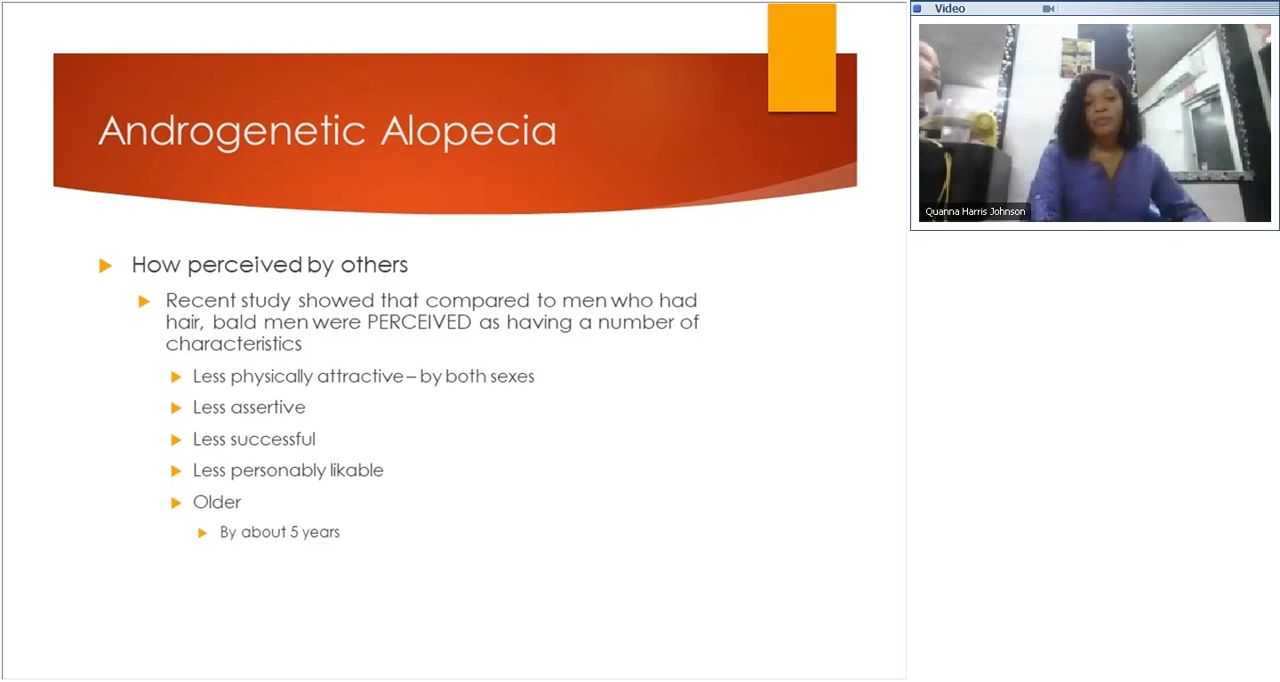 Androgenetic Alopecia
How perceived by others
Recent study showed that compared to men who had
hair, bald men were PERCEIVED as having a number of
characteristics
Less physically attractive – by both sexes
Less assertive
Less successful
Less personably likable
Older
By about 5 years
Video
Quanna Harris Johnson